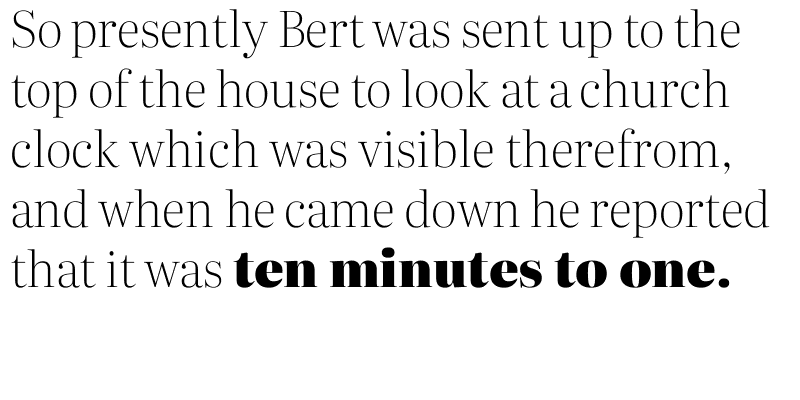 So presently Bert was sent up to the
top of the house to look at a church
clock which was visible therefrom,
and when he came down he reported
that it was ten minutes to one.